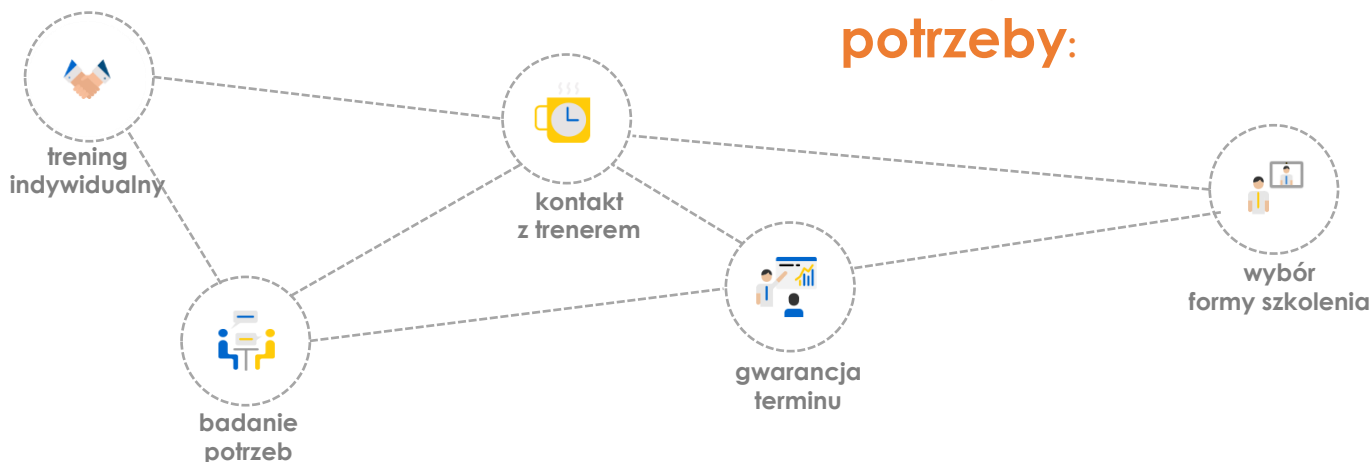 potrzeby:
trening
indywidualny
kontakt
z trenerem
wybór
formy szkolenia
gwarancja
terminu
badanie
potrzeb